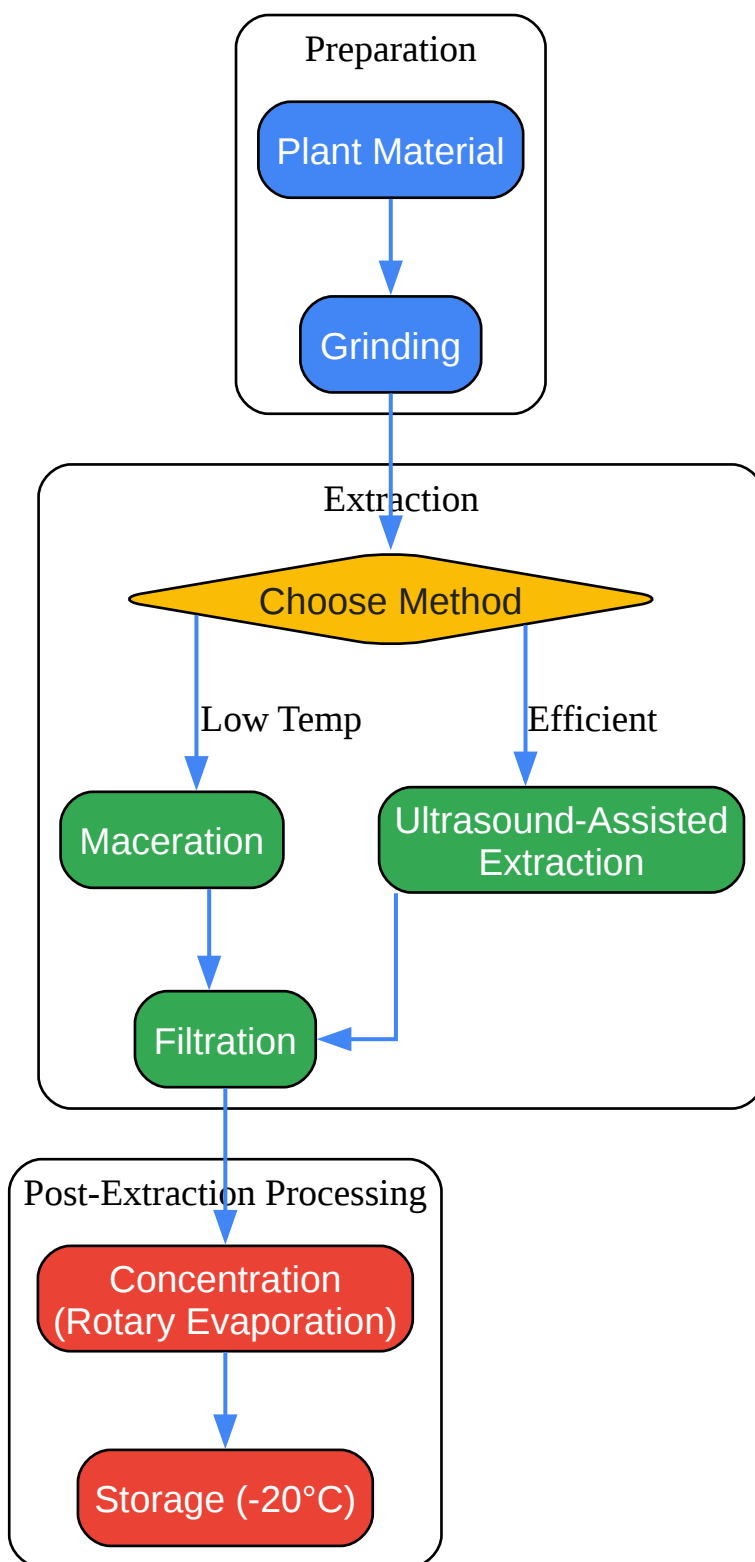 Preparation
Plant Material
Grinding
Extraction
Choose Method
Low Temp
Efficient
Maceration
Ultrasound-Assisted
Extraction
Filtration
Post-Extraction Processing
Concentration
(Rotary Evaporation)
Storage (-20°C)